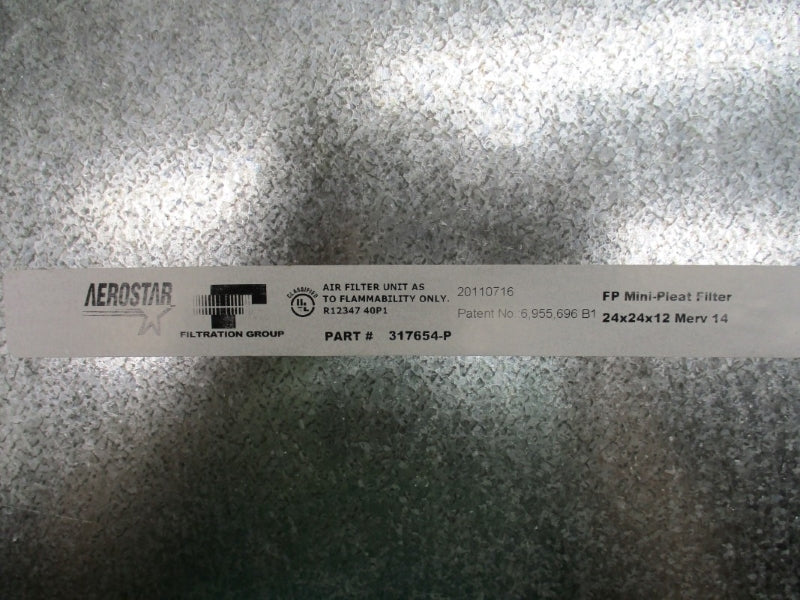 AEROSTAR
FILTRATION GROUP
CLASSIFIED
UL
AIR FILTER UNIT AS
TO FLAMMABILITY ONLY.
R12347 40P1
PART # 317654-P
20110716
Patent No. 6,955,696 B1
FP Mini-Pleat Filter
24x24x12 Merv 14